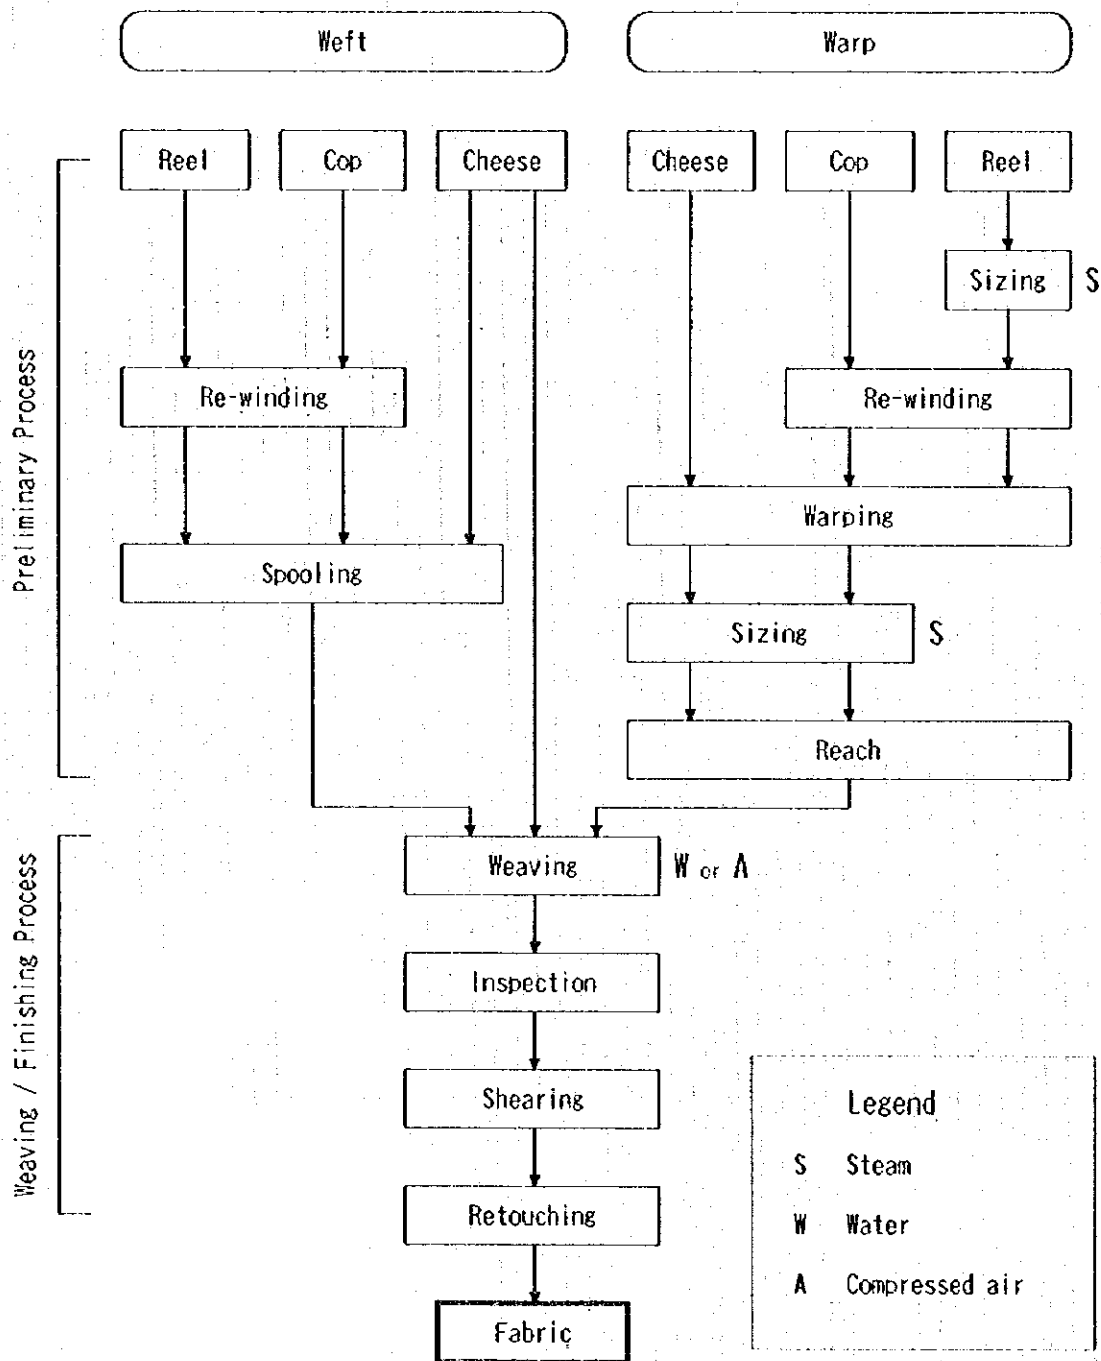 Weft
Warp
Reel
Cop
Cheese
Cheese
Cop
Reel
Sizing S
Re-winding
Re-winding
Warping
Spooling
Sizing S
Reach
Preliminary Process
Weaving W or A
Inspection
Shearing
Retouching
Fabric
Weaving / Finishing Process
Legend
S Steam
W Water
A Compressed air